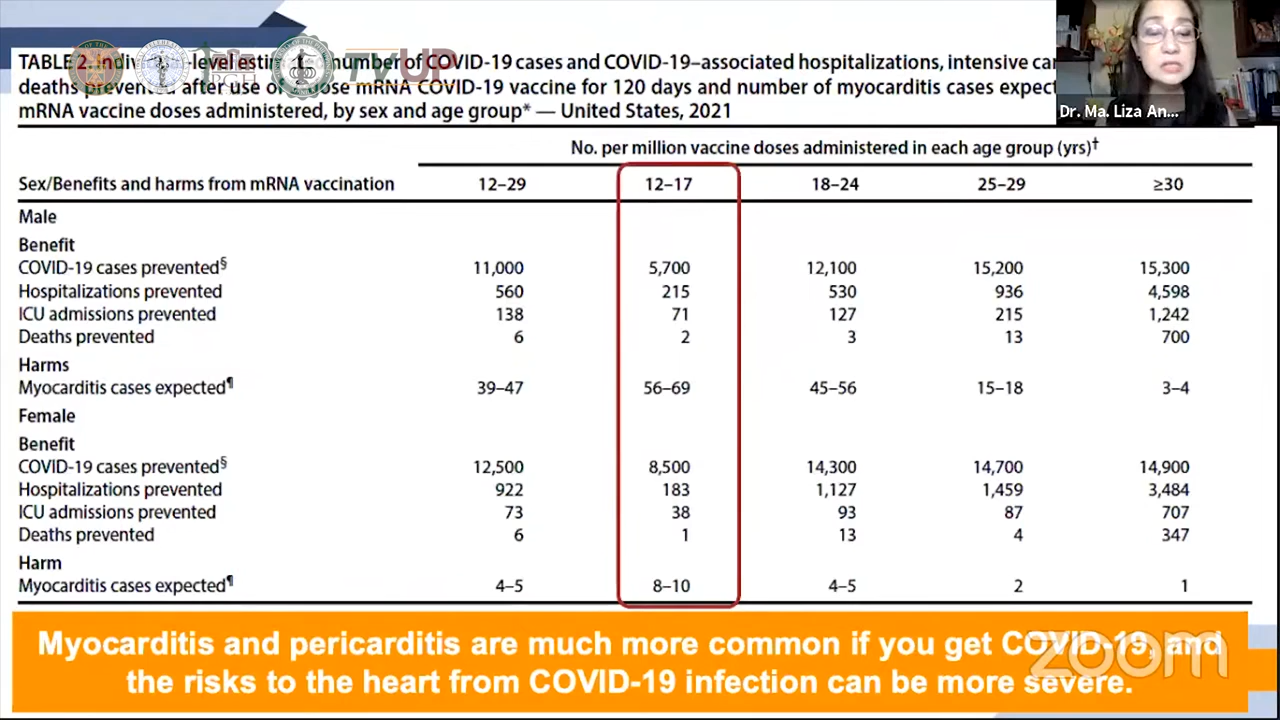 TABLE 2. Indiv -level esti number of COVID-19 cases and COVID-19–associated hospitalizations, intensive car
deaths prevented after use of dose mRNA COVID-19 vaccine for 120 days and number of myocarditis cases expect
mRNA vaccine doses administered, by sex and age group* — United States, 2021
PGH
TVUP
Dr. Ma. Liza An...
No. per million vaccine doses administered in each age group (yrs)†
Sex/Benefits and harms from mRNA vaccination 12–29 12–17 18–24 25–29 ≥30
Male
Benefit
COVID-19 cases prevented§ 11,000 5,700 12,100 15,200 15,300
Hospitalizations prevented 560 215 530 936 4,598
ICU admissions prevented 138 71 127 215 1,242
Deaths prevented 6 2 3 13 700
Harms
Myocarditis cases expected¶ 39–47 56–69 45–56 15–18 3–4
Female
Benefit
COVID-19 cases prevented§ 12,500 8,500 14,300 14,700 14,900
Hospitalizations prevented 922 183 1,127 1,459 3,484
ICU admissions prevented 73 38 93 87 707
Deaths prevented 6 1 13 4 347
Harm
Myocarditis cases expected¶ 4–5 8–10 4–5 2 1
Myocarditis and pericarditis are much more common if you get COVID-19, and
the risks to the heart from COVID-19 infection can be more severe.
zoom